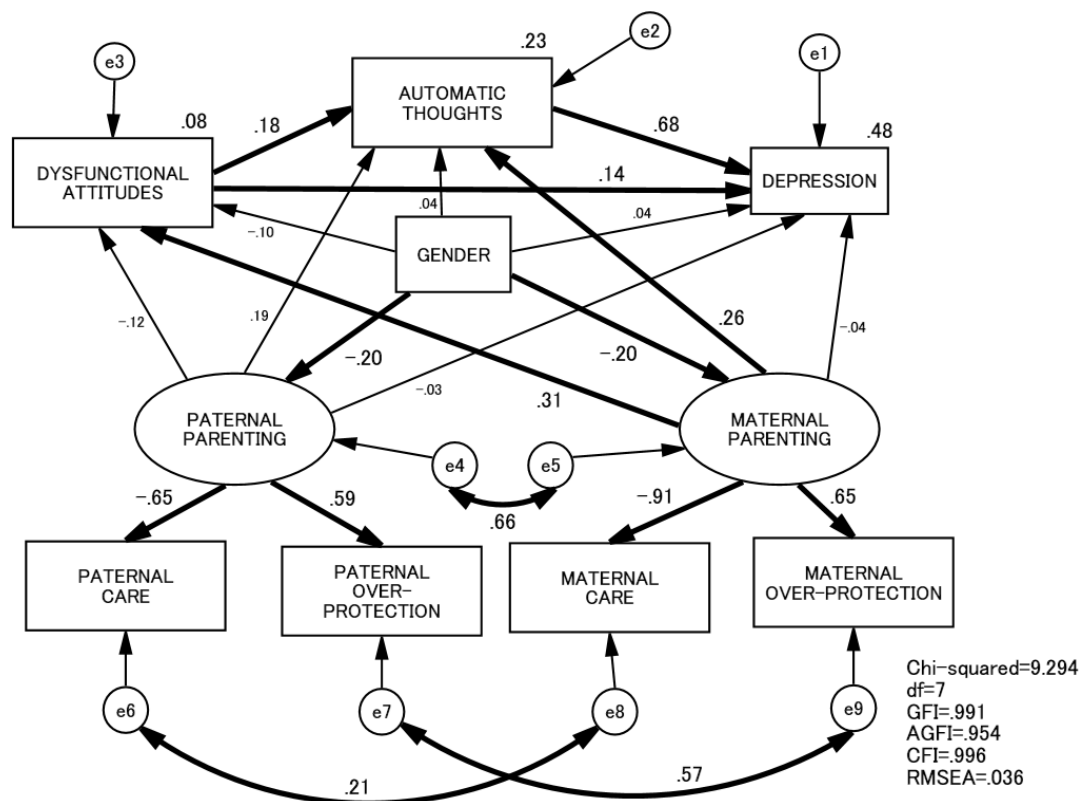 e3
.23
e2
e1
AUTOMATIC
THOUGHTS
.08
.18
.68
.48
DYSFUNCTIONAL
ATTITUDES
.14
DEPRESSION
.04
.04
-.10
GENDER
-.12
.19
-.20
-.20
.26
-.04
-.03
.31
PATERNAL
PARENTING
MATERNAL
PARENTING
e4
e5
-.65
.59
.66
-.91
.65
PATERNAL
CARE
PATERNAL
OVER-
PROTECTION
MATERNAL
CARE
MATERNAL
OVER-PROTECTION
e6
e7
e8
e9
.21
.57
Chi-squared=9.294
df=7
GFI=.991
AGFI=.954
CFI=.996
RMSEA=.036